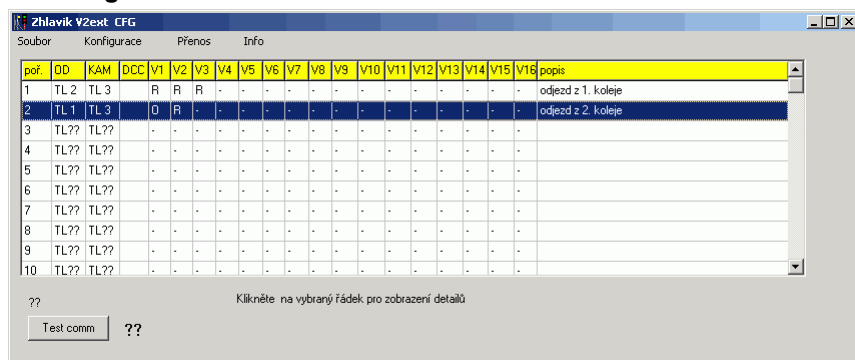 Zhlavik V2ext CFG
Soubor Konfigurace Přenos Info
poř. OD KAM DCC V1 V2 V3 V4 V5 V6 V7 V8 V9 V10 V11 V12 V13 V14 V15 V16 popis
1 TL 2 TL 3 R R R - - - - - - - - - - - - - odjezd z 1. koleje
2 TL 1 TL 3 O R - - - - - - - - - - - - - - odjezd z 2. koleje
3 TL?? TL?? - - - - - - - - - - - - - - - -
4 TL?? TL?? - - - - - - - - - - - - - - - -
5 TL?? TL?? - - - - - - - - - - - - - - - -
6 TL?? TL?? - - - - - - - - - - - - - - - -
7 TL?? TL?? - - - - - - - - - - - - - - - -
8 TL?? TL?? - - - - - - - - - - - - - - - -
9 TL?? TL?? - - - - - - - - - - - - - - - -
10 TL?? TL?? - - - - - - - - - - - - - - - -
?? Klikněte na vybraný řádek pro zobrazení detailů
Test comm ??